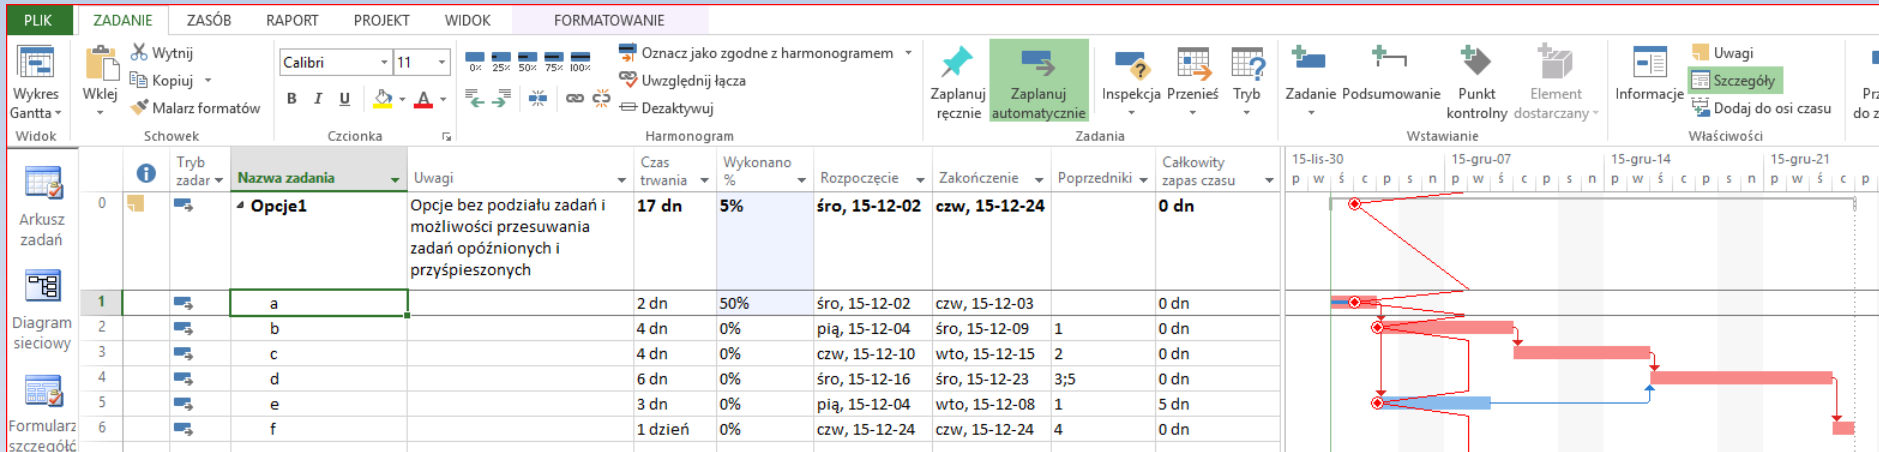 PLIK ZADANIE ZASÓB RAPORT PROJEKT WIDOK FORMATOWANIE
Wykres Gantta
Widok
Wklej
Wytnij
Kopiuj
Malarz formatów
Schowek
Calibri 11
B I U A
Czcionka
0% 25% 50% 75% 100%
Oznacz jako zgodne z harmonogramem
Uwzględnij łącza
Dezaktywuj
Harmonogram
Zaplanuj ręcznie
Zaplanuj automatycznie
Inspekcja Przenieś Tryb
Zadania
Zadanie Podsumowanie Punkt kontrolny Element dostarczany
Wstawianie
Informacje
Uwagi
Szczegóły
Dodaj do osi czasu
Właściwości
Arkusz zadań
Diagram sieciowy
Tryb zadar Nazwa zadania Uwagi Czas trwania Wykonano % Rozpoczęcie Zakończenie Poprzedniki Całkowity zapas czasu
15-lis-30 15-gru-07 15-gru-14 15-gru-21
p w ś c p s n p w ś c p s n p w ś c p s n p w ś c p
0 Opcje1 Opcje bez podziału zadań i 17 dn 5% śro, 15-12-02 czw, 15-12-24 0 dn
możliwości przesuwania
zadań opóźnionych i
przyśpieszonych
1 a 2 dn 50% śro, 15-12-02 czw, 15-12-03 0 dn
2 b 4 dn 0% pią, 15-12-04 śro, 15-12-09 1 0 dn
3 c 4 dn 0% czw, 15-12-10 wto, 15-12-15 2 0 dn
4 d 6 dn 0% śro, 15-12-16 śro, 15-12-23 3;5 0 dn
5 e 3 dn 0% pią, 15-12-04 wto, 15-12-08 1 5 dn
6 f 1 dzień 0% czw, 15-12-24 czw, 15-12-24 4 0 dn